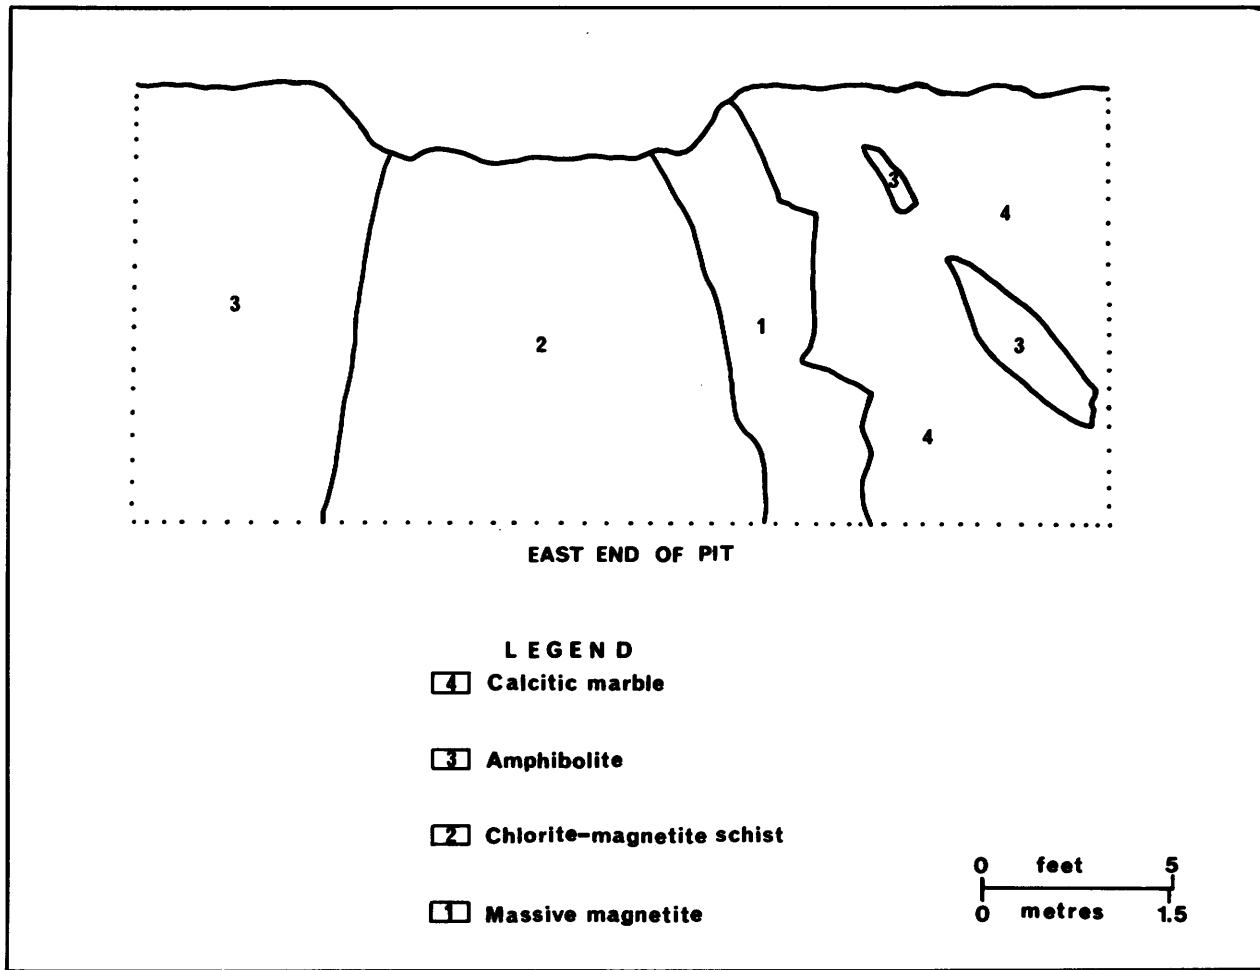 3
4
3
1
2
3
4
EAST END OF PIT
LEGEND
4 Calcitic marble
3 Amphibolite
2 Chlorite-magnetite schist
1 Massive magnetite
0 feet 5
0 metres 1.5